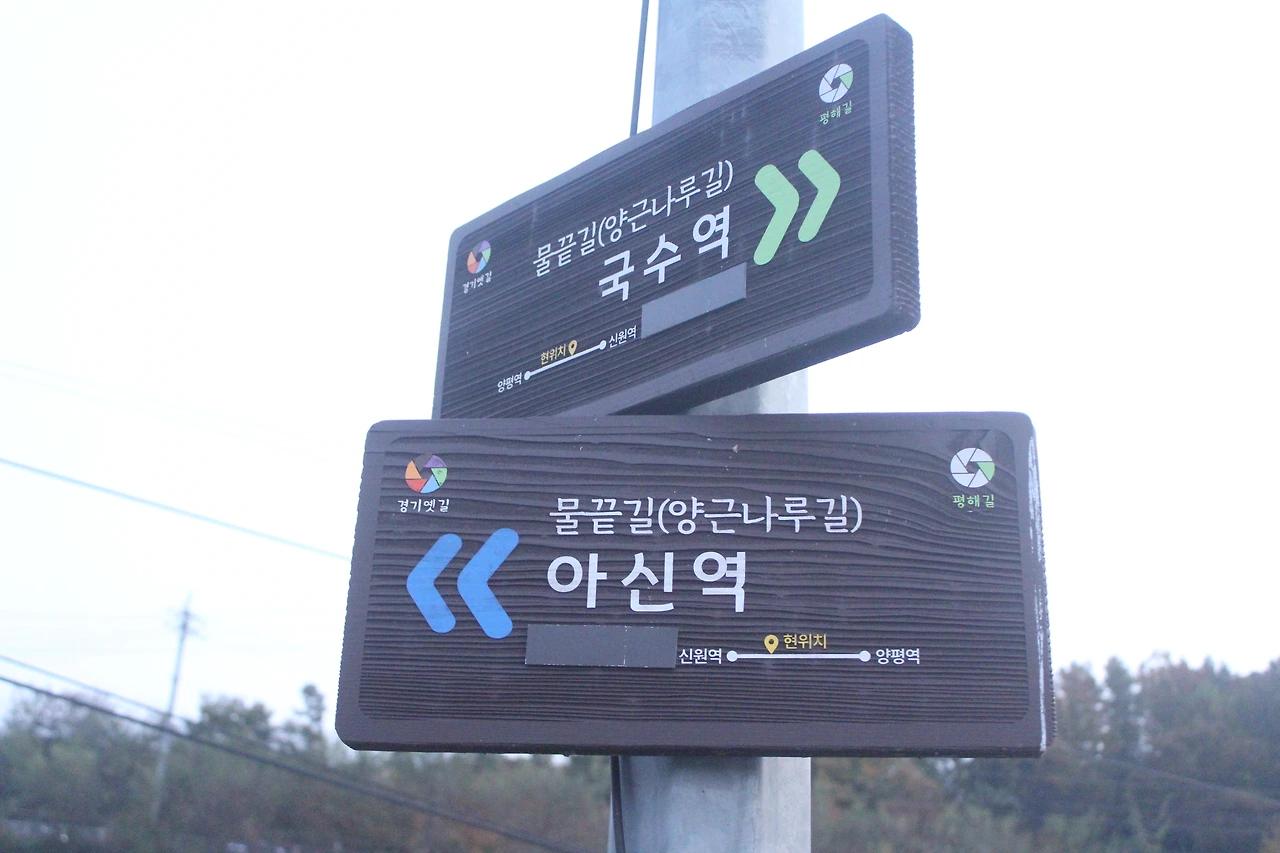 평해길
물끝길(양근나루길)
국수역
경기옛길
현위치
신원역
양평역
경기옛길
평해길
물끝길(양근나루길)
아신역
현위치
신원역
양평역